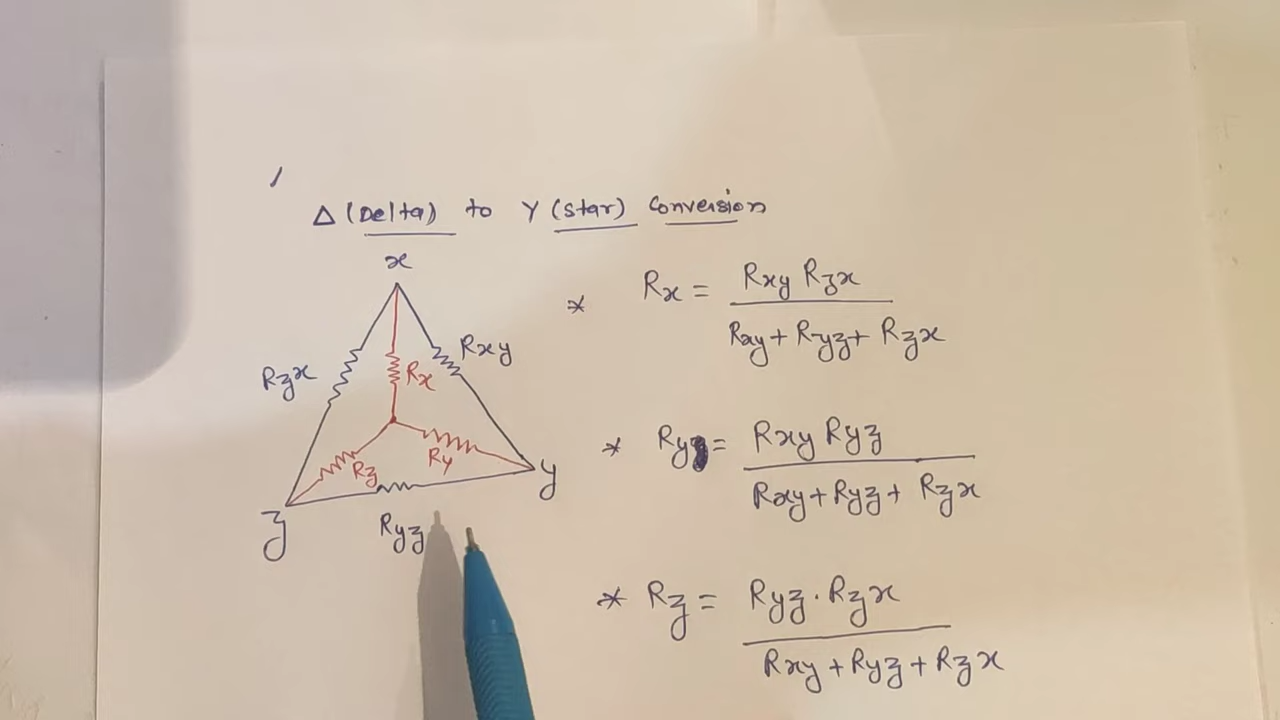 Δ (Delta) to Y (Star) Conversion
x
Rzx
Rxy
Rx
Rz
Ry
z
y
Ryz
* Rx = Rxy Rzx
Rxy + Ryz + Rzx
* Ry = Rxy Ryz
Rxy + Ryz + Rzx
* Rz = Ryz . Rzx
Rxy + Ryz + Rzx